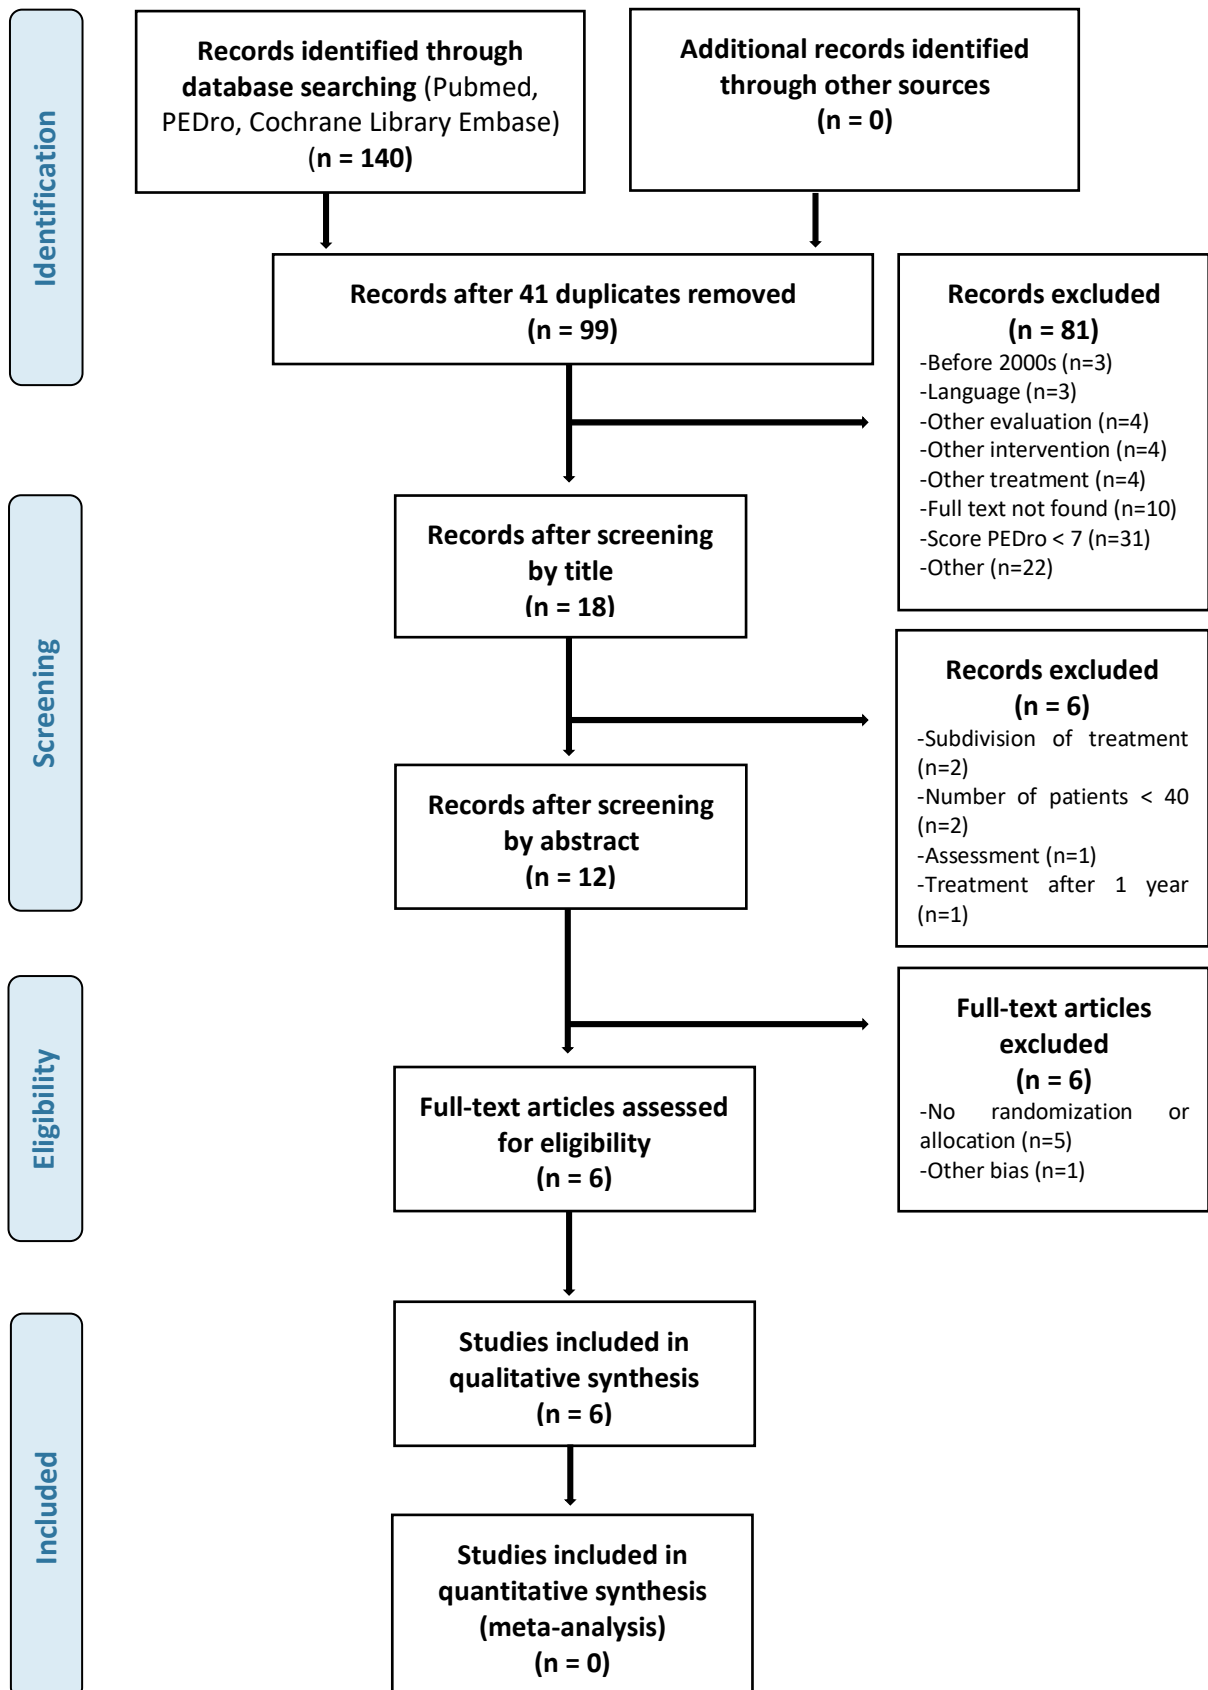 Identification
Records identified through
database searching (Pubmed,
PEDro, Cochrane Library Embase)
(n = 140)
Additional records identified
through other sources
(n = 0)
Records after 41 duplicates removed
(n = 99)
Records excluded
(n = 81)
-Before 2000s (n=3)
-Language (n=3)
-Other evaluation (n=4)
-Other intervention (n=4)
-Other treatment (n=4)
-Full text not found (n=10)
-Score PEDro < 7 (n=31)
-Other (n=22)
Screening
Records after screening
by title
(n = 18)
Records excluded
(n = 6)
-Subdivision of treatment
(n=2)
-Number of patients < 40
(n=2)
-Assessment (n=1)
-Treatment after 1 year
(n=1)
Records after screening
by abstract
(n = 12)
Eligibility
Full-text articles
excluded
(n = 6)
-No randomization or
allocation (n=5)
-Other bias (n=1)
Full-text articles assessed
for eligibility
(n = 6)
Included
Studies included in
qualitative synthesis
(n = 6)
Studies included in
quantitative synthesis
(meta-analysis)
(n = 0)